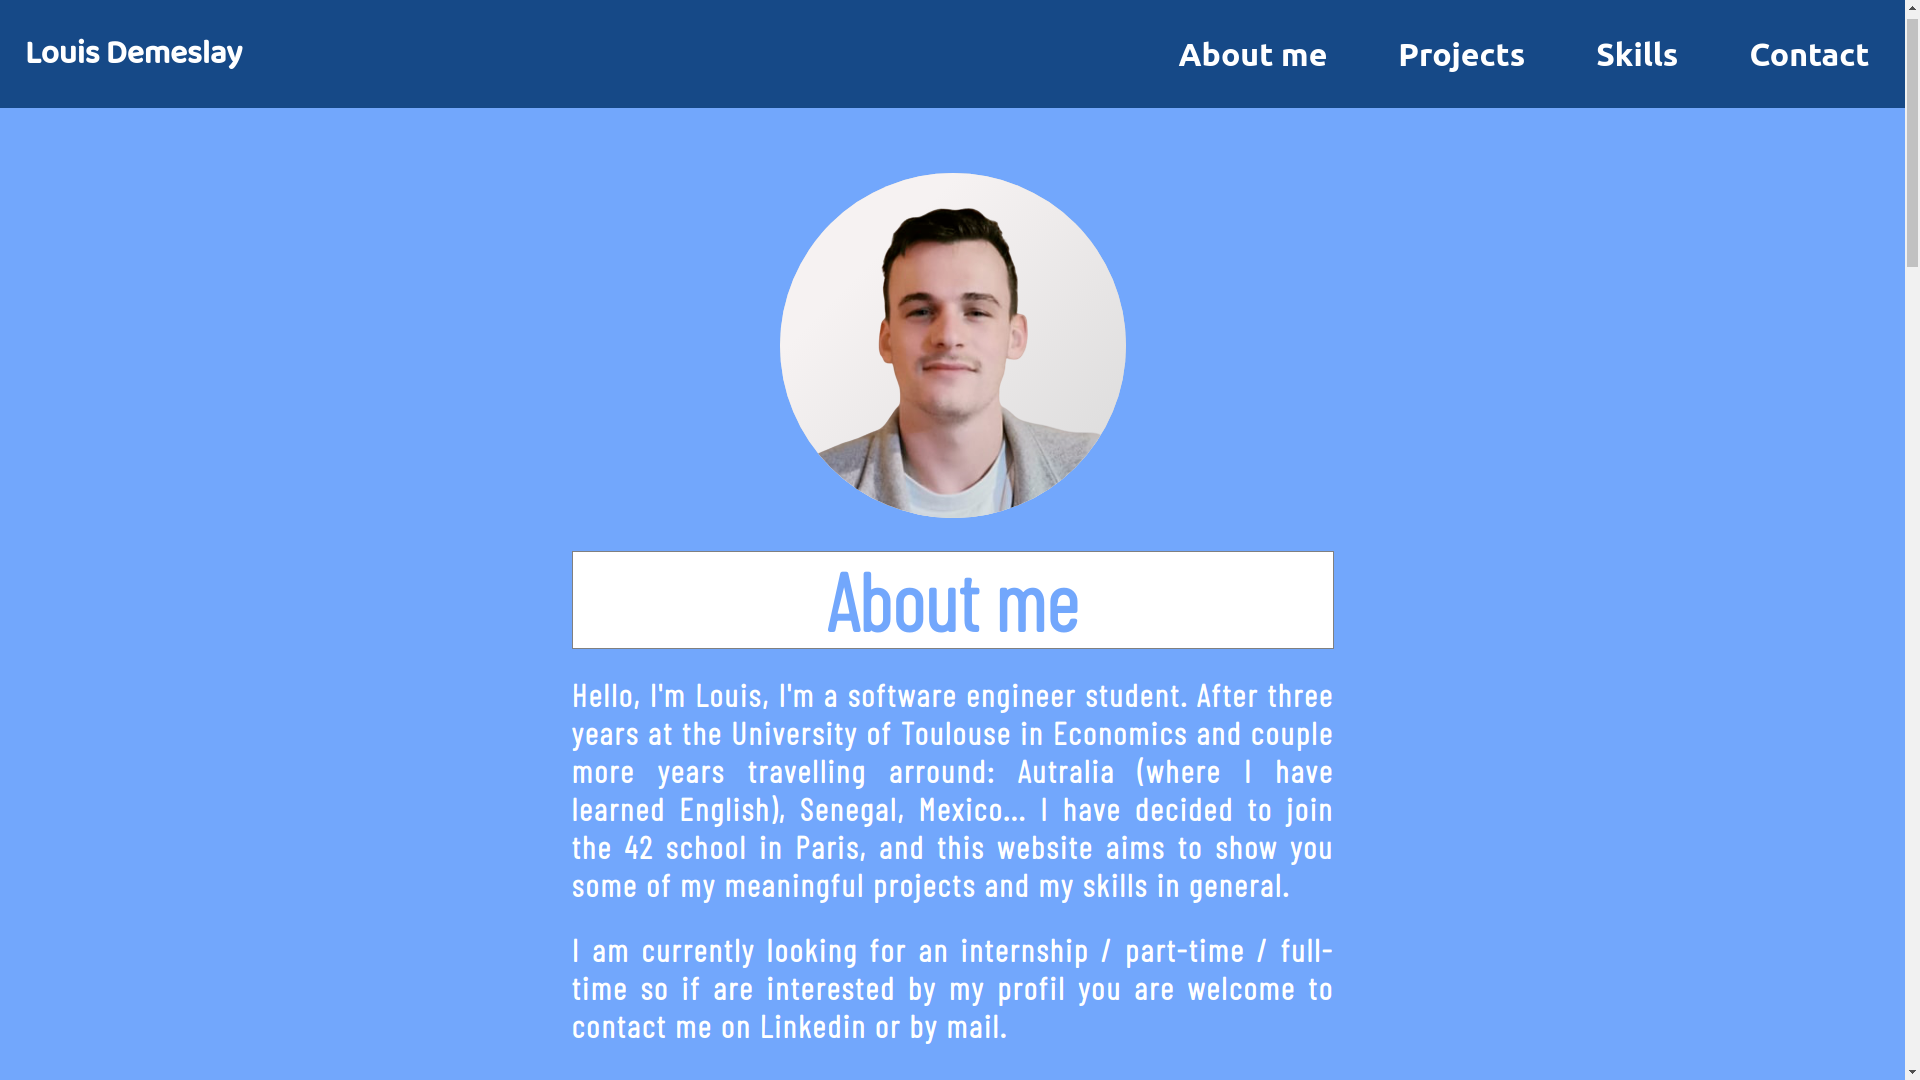 Louis Demeslay
About me
Projects
Skills
Contact
About me
Hello, I'm Louis, I'm a software engineer student. After three
years at the University of Toulouse in Economics and couple
more years travelling arround: Autralia (where I have
learned English), Senegal, Mexico... I have decided to join
the 42 school in Paris, and this website aims to show you
some of my meaningful projects and my skills in general.
I am currently looking for an internship / part-time / full-
time so if are interested by my profil you are welcome to
contact me on Linkedin or by mail.